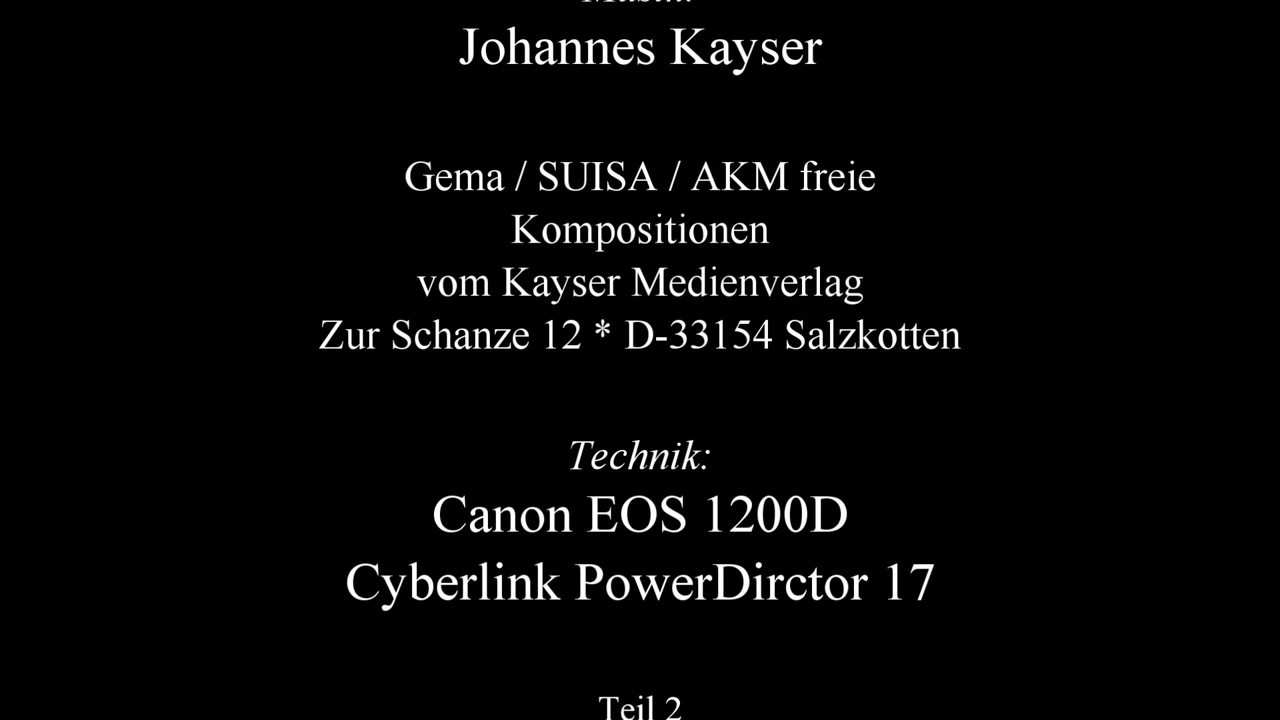 Musik:
Johannes Kayser
Gema / SUISA / AKM freie
Kompositionen
vom Kayser Medienverlag
Zur Schanze 12 * D-33154 Salzkotten
Technik:
Canon EOS 1200D
Cyberlink PowerDirctor 17
Teil 2